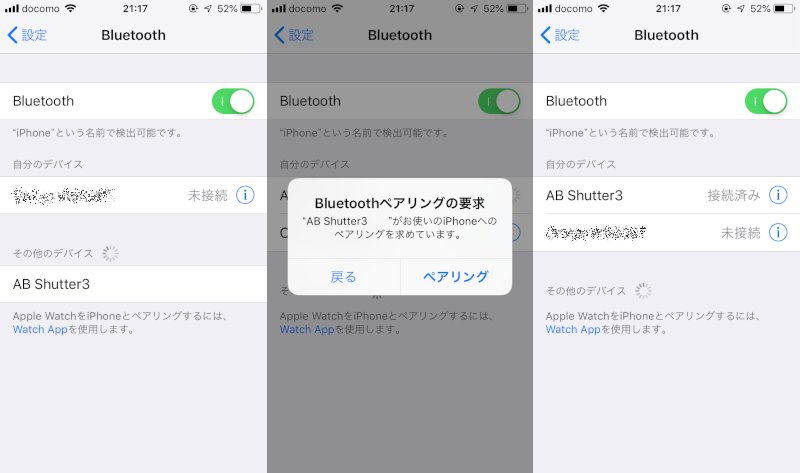 docomo 21:17 52%
設定 Bluetooth
Bluetooth
“iPhone”という名前で検出可能です。
自分のデバイス
未接続
その他のデバイス
AB Shutter3
Apple WatchをiPhoneとペアリングするには、
Watch Appを使用します。
docomo 21:17 52%
設定 Bluetooth
Bluetooth
“iPhone”という名前で検出可能です。
自分のデバイス
Bluetoothペアリングの要求
“AB Shutter3 ”がお使いのiPhoneへの
ペアリングを求めています。
戻る ペアリング
Apple WatchをiPhoneとペアリングするには、
Watch Appを使用します。
docomo 21:17 52%
設定 Bluetooth
Bluetooth
“iPhone”という名前で検出可能です。
自分のデバイス
AB Shutter3 接続済み
未接続
その他のデバイス
Apple WatchをiPhoneとペアリングするには、
Watch Appを使用します。